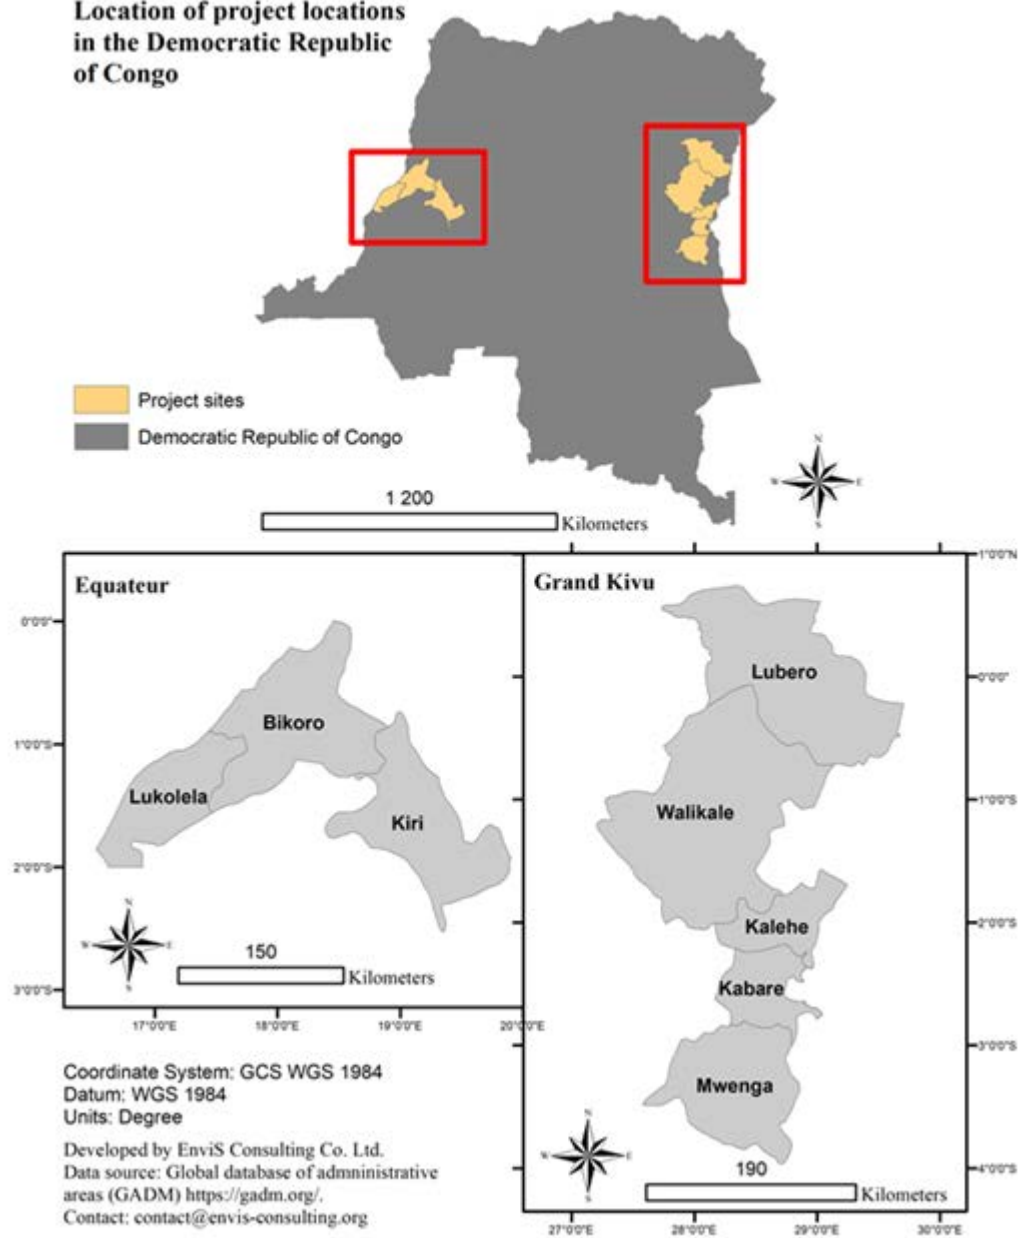 Location of project locations
in the Democratic Republic
of Congo
Project sites
Democratic Republic of Congo
N
W E
S
1 200
Kilometers
Equateur
Grand Kivu
1°0'0"N
0°0'0"
0°0'0"
Lubero
Bikoro
1°0'0"S
Lukolela
Kiri
Walikale
1°0'0"S
2°0'0"S
N
W E
S
150
Kilometers
Kalehe
2°0'0"S
Kabare
3°0'0"S
17°0'0"E 18°0'0"E 19°0'0"E 20°0'0"E
3°0'0"S
Mwenga
N
W E
S
190
Kilometers
4°0'0"S
27°0'0"E 28°0'0"E 29°0'0"E 30°0'0"E
Coordinate System: GCS WGS 1984
Datum: WGS 1984
Units: Degree
Developed by EnviS Consulting Co. Ltd.
Data source: Global database of admninistrative
areas (GADM) https://gadm.org/.
Contact: contact@envis-consulting.org